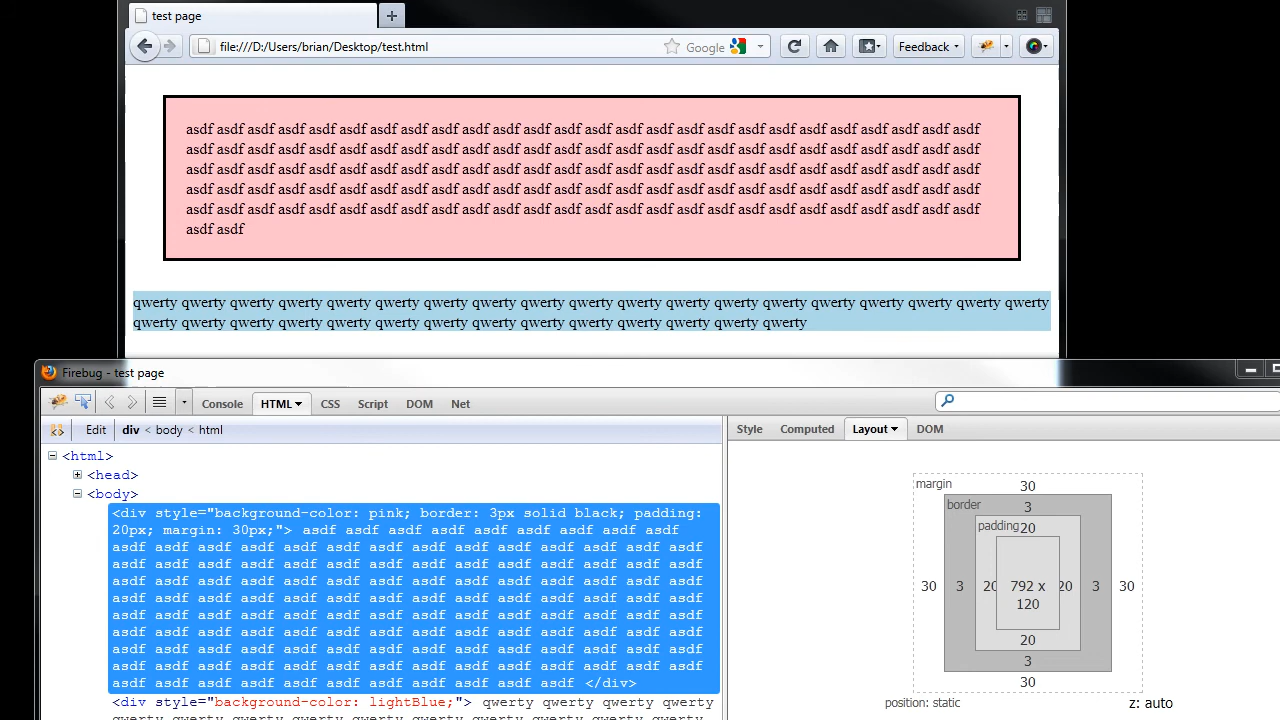 test page
file:///D:/Users/brian/Desktop/test.html
Google
Feedback
asdf asdf asdf asdf asdf asdf asdf asdf asdf asdf asdf asdf asdf asdf asdf asdf asdf asdf asdf asdf asdf asdf asdf asdf asdf asdf
asdf asdf asdf asdf asdf asdf asdf asdf asdf asdf asdf asdf asdf asdf asdf asdf asdf asdf asdf asdf asdf asdf asdf asdf asdf asdf
asdf asdf asdf asdf asdf asdf asdf asdf asdf asdf asdf asdf asdf asdf asdf asdf asdf asdf asdf asdf asdf asdf asdf asdf asdf asdf
asdf asdf asdf asdf asdf asdf asdf asdf asdf asdf asdf asdf asdf asdf asdf asdf asdf asdf asdf asdf asdf asdf asdf asdf asdf asdf
asdf asdf asdf asdf asdf asdf asdf asdf asdf asdf asdf asdf asdf asdf asdf asdf asdf asdf asdf asdf asdf asdf asdf asdf asdf asdf
asdf asdf
qwerty qwerty qwerty qwerty qwerty qwerty qwerty qwerty qwerty qwerty qwerty qwerty qwerty qwerty qwerty qwerty qwerty qwerty qwerty
qwerty qwerty qwerty qwerty qwerty qwerty qwerty qwerty qwerty qwerty qwerty qwerty qwerty qwerty
Firebug - test page
Console HTML CSS Script DOM Net
Edit div < body < html
<html>
<head>
<body>
<div style="background-color: pink; border: 3px solid black; padding:
20px; margin: 30px;"> asdf asdf asdf asdf asdf asdf asdf asdf asdf
asdf asdf asdf asdf asdf asdf asdf asdf asdf asdf asdf asdf asdf asdf
asdf asdf asdf asdf asdf asdf asdf asdf asdf asdf asdf asdf asdf asdf
asdf asdf asdf asdf asdf asdf asdf asdf asdf asdf asdf asdf asdf asdf
asdf asdf asdf asdf asdf asdf asdf asdf asdf asdf asdf asdf asdf asdf
asdf asdf asdf asdf asdf asdf asdf asdf asdf asdf asdf asdf asdf asdf
asdf asdf asdf asdf asdf asdf asdf asdf asdf asdf asdf asdf asdf asdf
asdf asdf asdf asdf asdf asdf asdf asdf asdf asdf asdf asdf asdf asdf
asdf asdf asdf asdf asdf asdf asdf asdf asdf asdf asdf asdf asdf asdf
asdf asdf asdf asdf asdf asdf asdf asdf asdf asdf asdf </div>
<div style="background-color: lightBlue;"> qwerty qwerty qwerty qwerty
qwerty qwerty qwerty qwerty qwerty qwerty qwerty qwerty qwerty qwerty
Style Computed Layout DOM
margin 30
border 3
padding 20
30 3 20 792 x 20 3 30
120
20
3
30
position: static z: auto